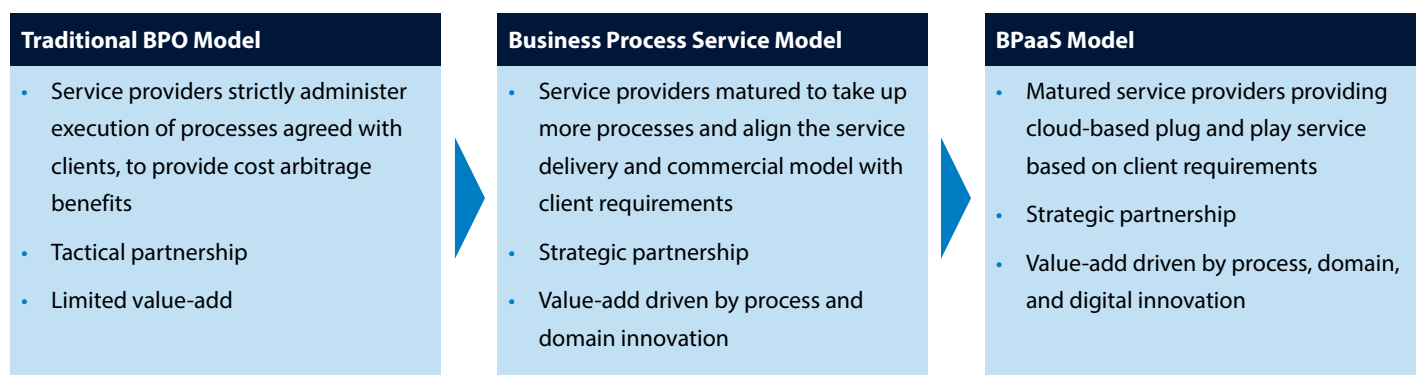 Traditional BPO Model
• Service providers strictly administer
execution of processes agreed with
clients, to provide cost arbitrage
benefits
• Tactical partnership
• Limited value-add
Business Process Service Model
• Service providers matured to take up
more processes and align the service
delivery and commercial model with
client requirements
• Strategic partnership
• Value-add driven by process and
domain innovation
BPaaS Model
• Matured service providers providing
cloud-based plug and play service
based on client requirements
• Strategic partnership
• Value-add driven by process, domain,
and digital innovation